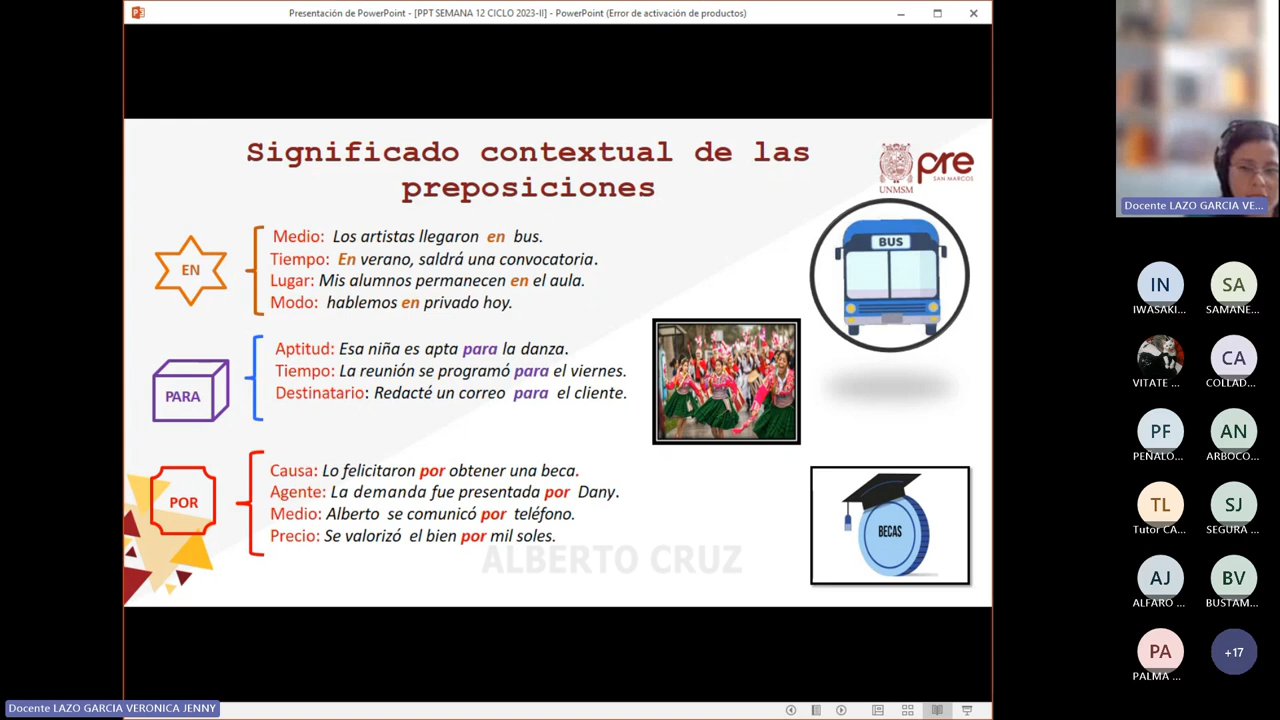 Presentación de PowerPoint - [PPT SEMANA 12 CICLO 2023-II] - PowerPoint (Error de activación de productos)
Significado contextual de las
preposiciones
UNMSM
pre
SAN MARCOS
BUS
EN
Medio: Los artistas llegaron en bus.
Tiempo: En verano, saldrá una convocatoria.
Lugar: Mis alumnos permanecen en el aula.
Modo: hablemos en privado hoy.
PARA
Aptitud: Esa niña es apta para la danza.
Tiempo: La reunión se programó para el viernes.
Destinatario: Redacté un correo para el cliente.
POR
Causa: Lo felicitaron por obtener una beca.
Agente: La demanda fue presentada por Dany.
Medio: Alberto se comunicó por teléfono.
Precio: Se valorizó el bien por mil soles.
ALBERTO CRUZ
BECAS
Docente LAZO GARCIA VE...
IN
IWASAKI...
SA
SAMANE...
VITATE ...
CA
COLLAD...
PF
PEÑALO...
AN
ARBOCO...
TL
Tutor CA...
SJ
SEGURA ...
AJ
ALFARO ...
BV
BUSTAM...
PA
PALMA ...
+17
Docente LAZO GARCIA VERONICA JENNY